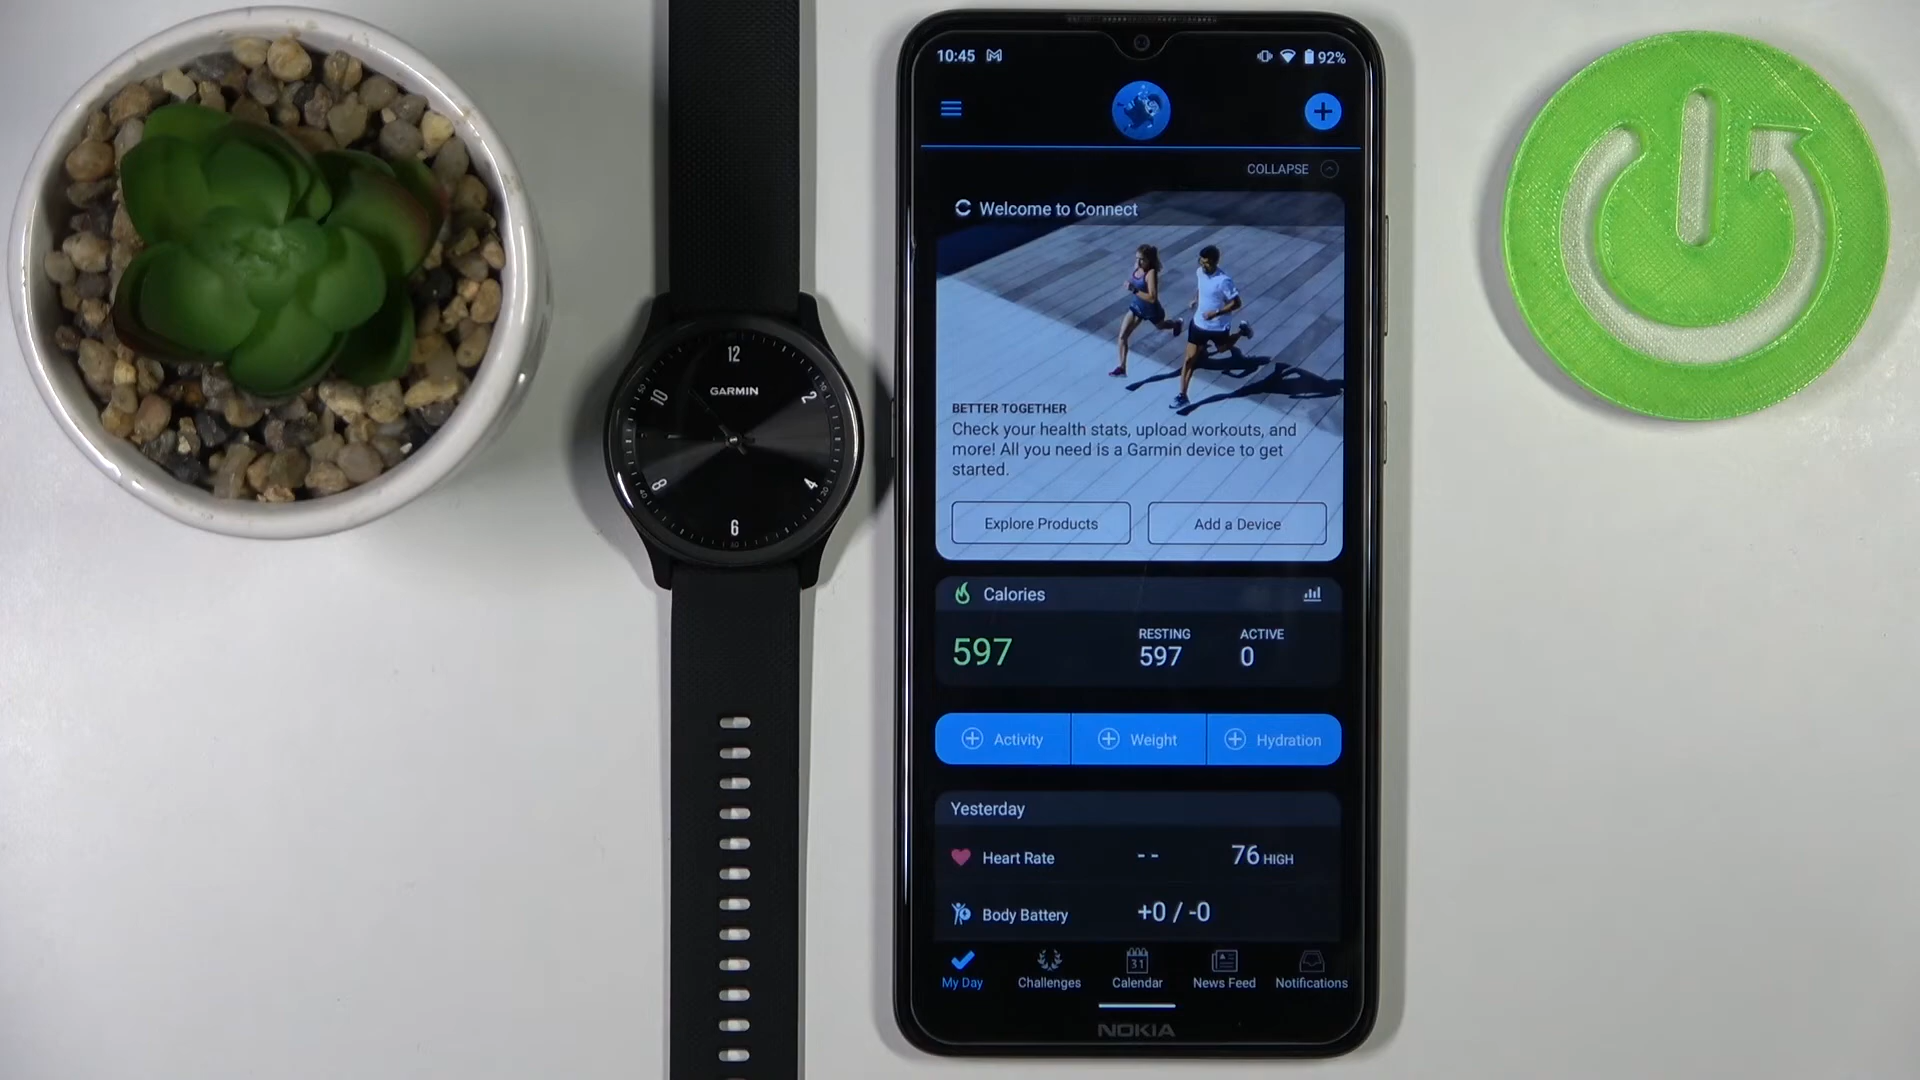 12
GARMIN
10
2
8
4
6
10:45
92%
COLLAPSE
Welcome to Connect
BETTER TOGETHER
Check your health stats, upload workouts, and
more! All you need is a Garmin device to get
started.
Explore Products
Add a Device
Calories
597
RESTING
597
ACTIVE
0
Activity
Weight
Hydration
Yesterday
Heart Rate
- -
76 HIGH
Body Battery
+0 / -0
My Day
Challenges
31
Calendar
News Feed
Notifications
NOKIA